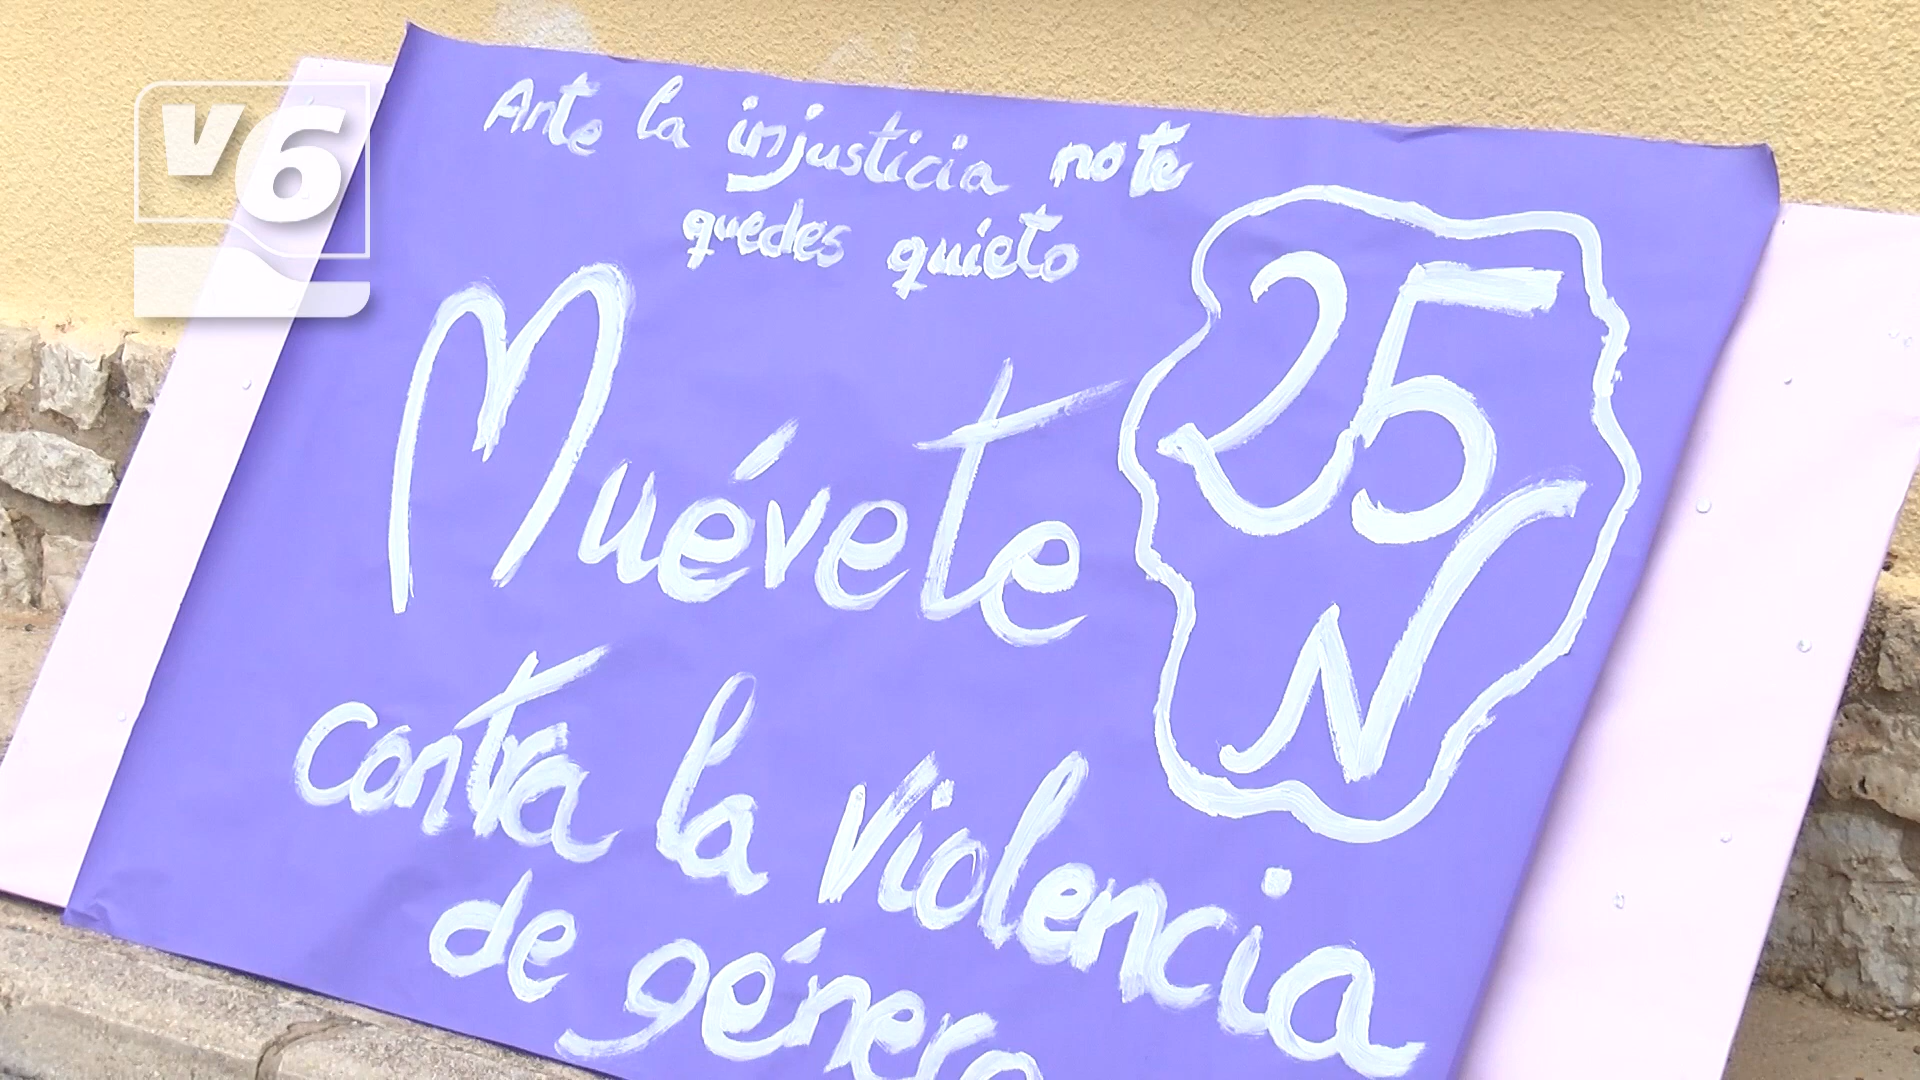 V6
Ante la injusticia no te
quedes quieto
25
N
Muévete
contra la violencia
de género